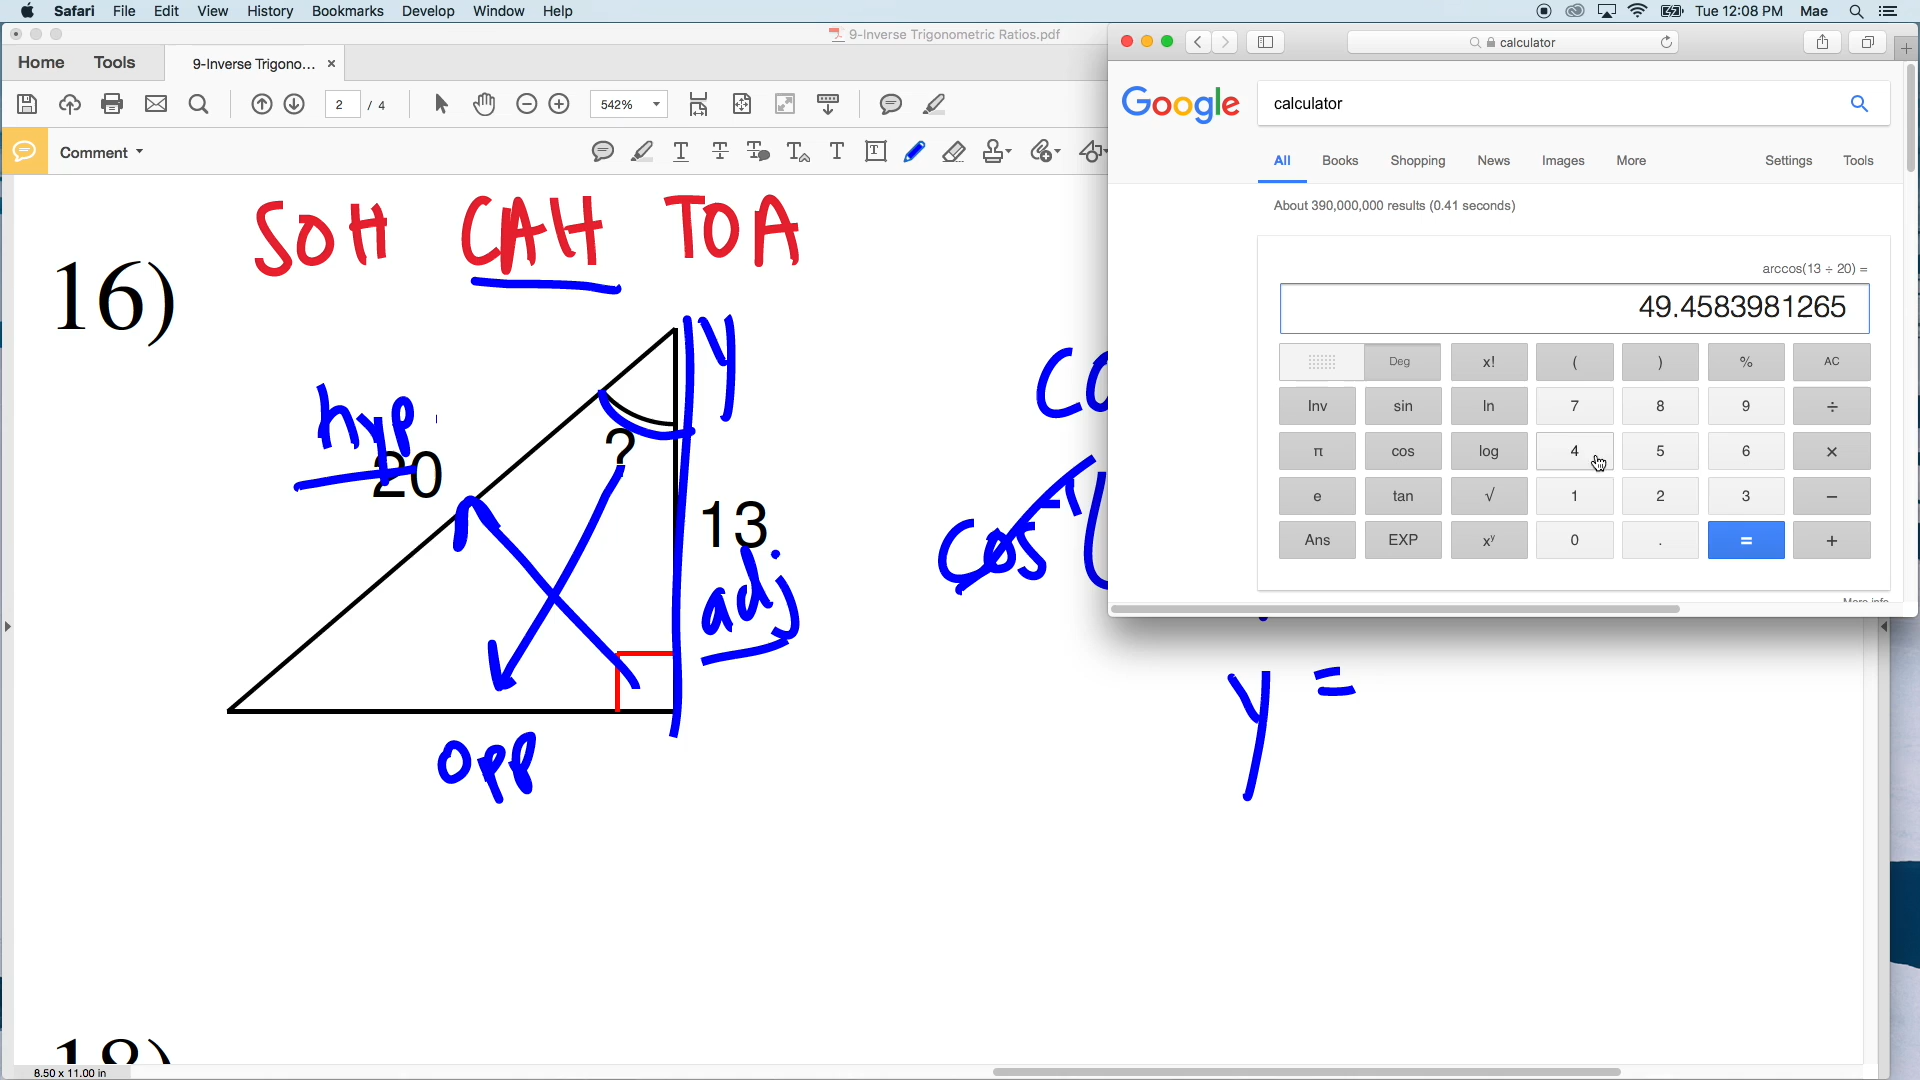 Safari File Edit View History Bookmarks Develop Window Help
Tue 12:08 PM Mae
9-Inverse Trigonometric Ratios.pdf
Home Tools
9-Inverse Trigono... ×
2 / 4
542%
Comment
SOH CAH TOA
16)
hyp
20
y
?
13
adj
opp
cos⁻¹(
y =
18)
8.50 x 11.00 in
calculator
Google
calculator
All Books Shopping News Images More Settings Tools
About 390,000,000 results (0.41 seconds)
arccos(13 ÷ 20) =
49.4583981265
Deg x! ( ) % AC
Inv sin ln 7 8 9 ÷
π cos log 4 5 6 ×
e tan √ 1 2 3 −
Ans EXP xʸ 0 . = +
More info